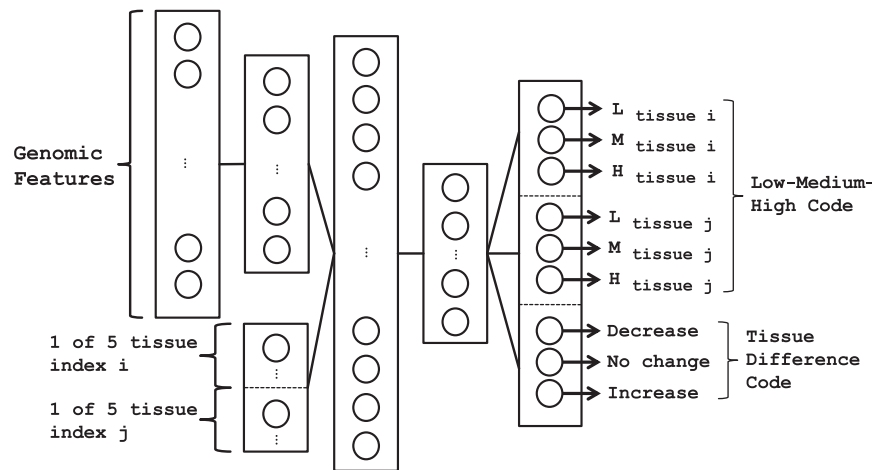 Genomic
Features
1 of 5 tissue
index i
1 of 5 tissue
index j
L tissue i
M tissue i
H tissue i
L tissue j
M tissue j
H tissue j
Low-Medium-
High Code
Decrease
No change
Increase
Tissue
Difference
Code